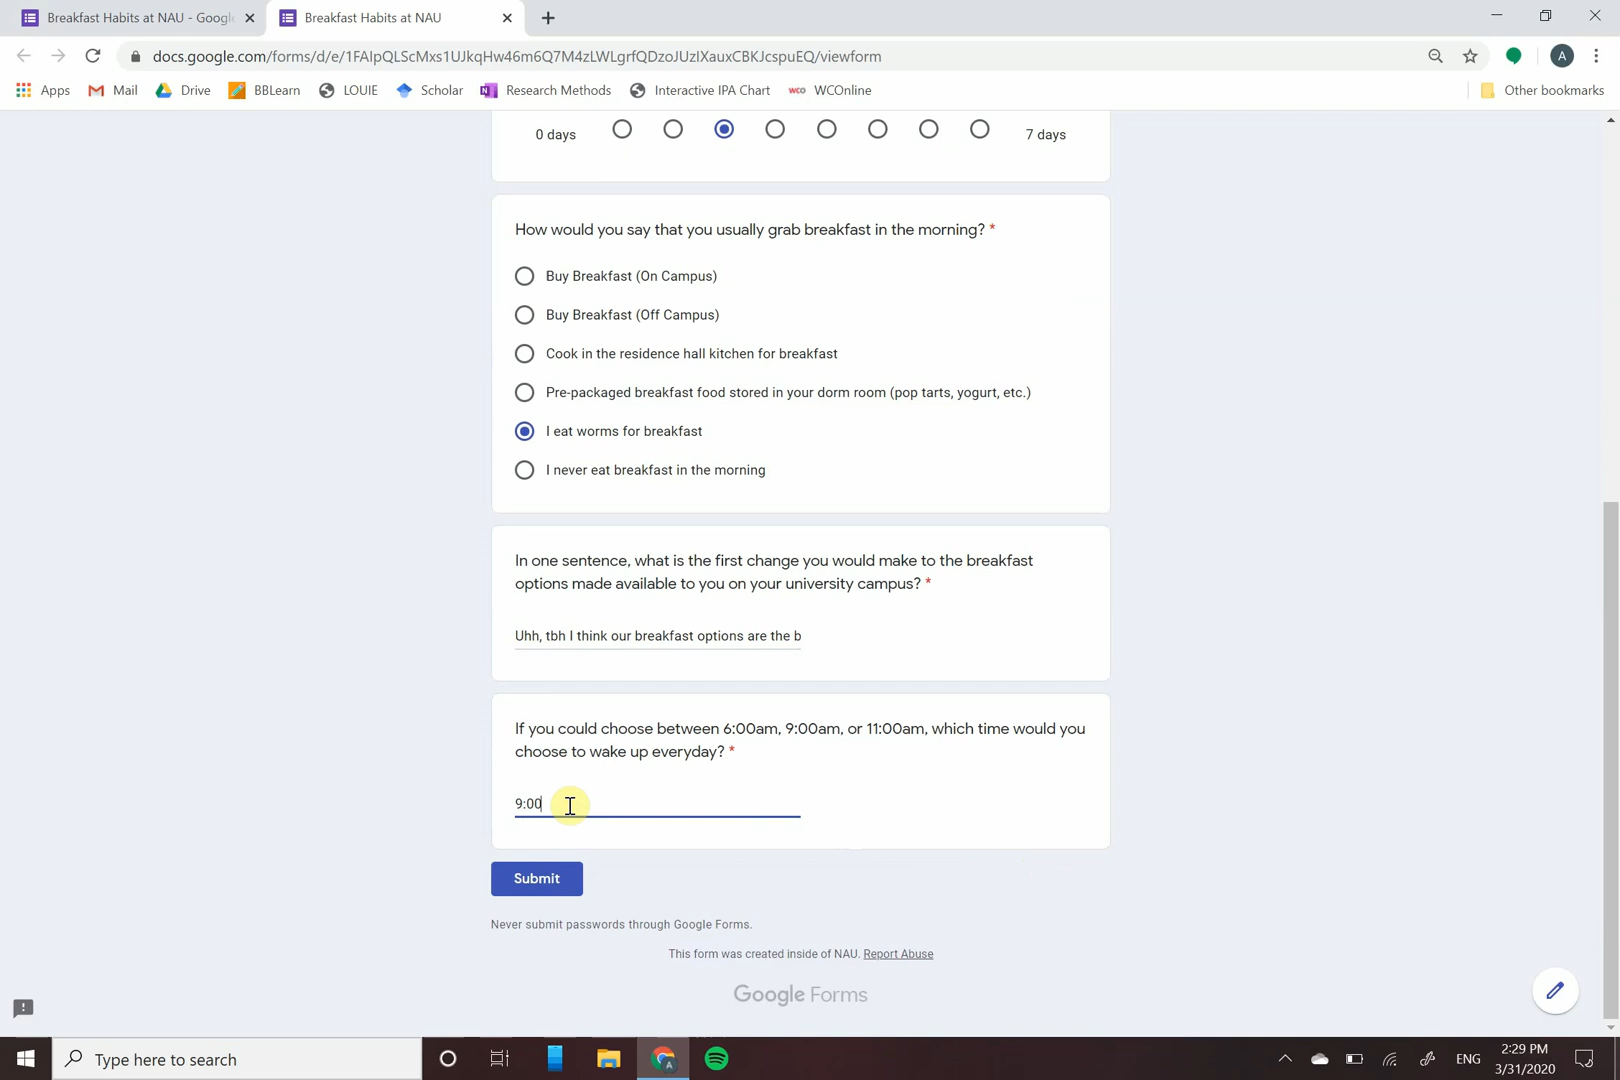 Breakfast Habits at NAU - Googl
Breakfast Habits at NAU
docs.google.com/forms/d/e/1FAIpQLScMxs1UJkqHw46m6Q7M4zLWLgrfQDzoJUzIXauxCBKJcspuEQ/viewform
A
Apps
Mail
Drive
BBLearn
LOUIE
Scholar
Research Methods
Interactive IPA Chart
WCOnline
Other bookmarks
0 days
7 days
How would you say that you usually grab breakfast in the morning? *
Buy Breakfast (On Campus)
Buy Breakfast (Off Campus)
Cook in the residence hall kitchen for breakfast
Pre-packaged breakfast food stored in your dorm room (pop tarts, yogurt, etc.)
I eat worms for breakfast
I never eat breakfast in the morning
In one sentence, what is the first change you would make to the breakfast
options made available to you on your university campus? *
Uhh, tbh I think our breakfast options are the b
If you could choose between 6:00am, 9:00am, or 11:00am, which time would you
choose to wake up everyday? *
9:00
Submit
Never submit passwords through Google Forms.
This form was created inside of NAU. Report Abuse
Google Forms
Type here to search
ENG
2:29 PM
3/31/2020